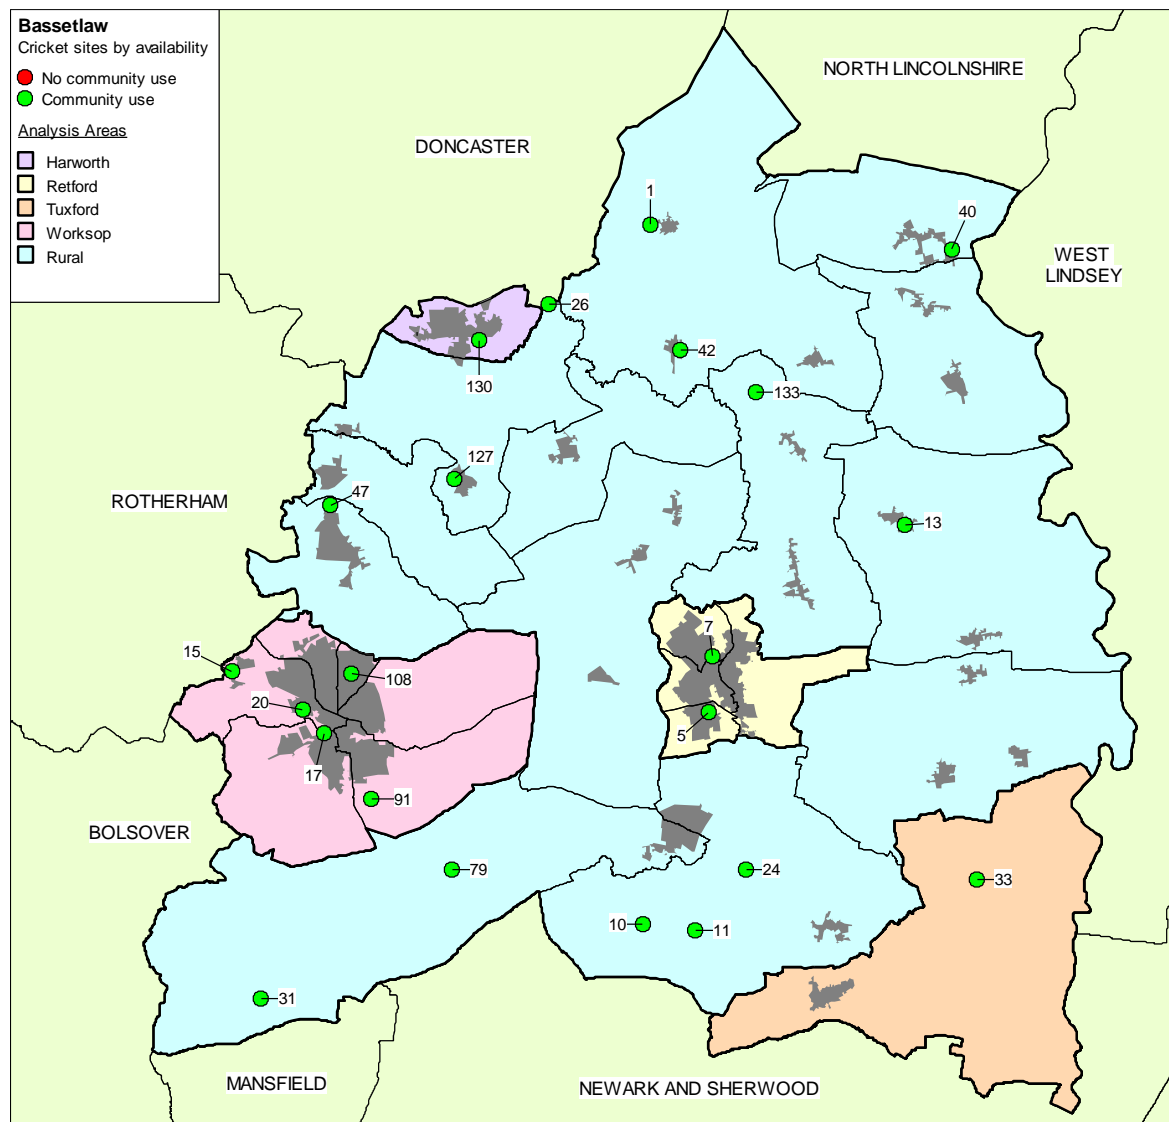 Bassetlaw
Cricket sites by availability
No community use
Community use
Analysis Areas
Harworth
Retford
Tuxford
Worksop
Rural
NORTH LINCOLNSHIRE
DONCASTER
1
40
WEST
LINDSEY
26
42
130
133
127
47
ROTHERHAM
13
7
15
108
20
5
17
91
BOLSOVER
79
24
33
10
11
31
MANSFIELD
NEWARK AND SHERWOOD